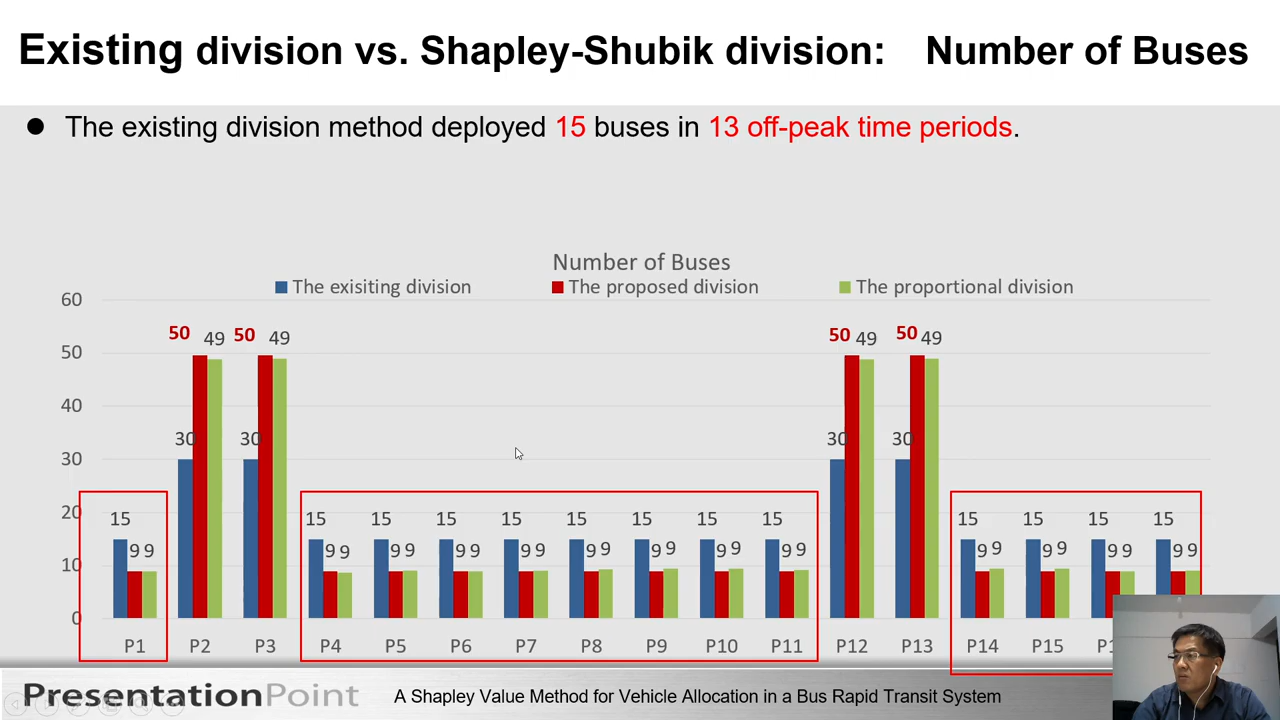 Existing division vs. Shapley-Shubik division: Number of Buses
● The existing division method deployed 15 buses in 13 off-peak time periods.
Number of Buses
The exisiting division The proposed division The proportional division
60
50 49 50 49 50 49 50 49
50
40
30 30 30 30
30
20
15 15 15 15 15 15 15 15 15 15 15 15 15
9 9 9 9 9 9 9 9 9 9 9 9 9 9 9 9 9 9 9 9 9 9 9 9 9 9
10
0
P1 P2 P3 P4 P5 P6 P7 P8 P9 P10 P11 P12 P13 P14 P15
PresentationPoint A Shapley Value Method for Vehicle Allocation in a Bus Rapid Transit System